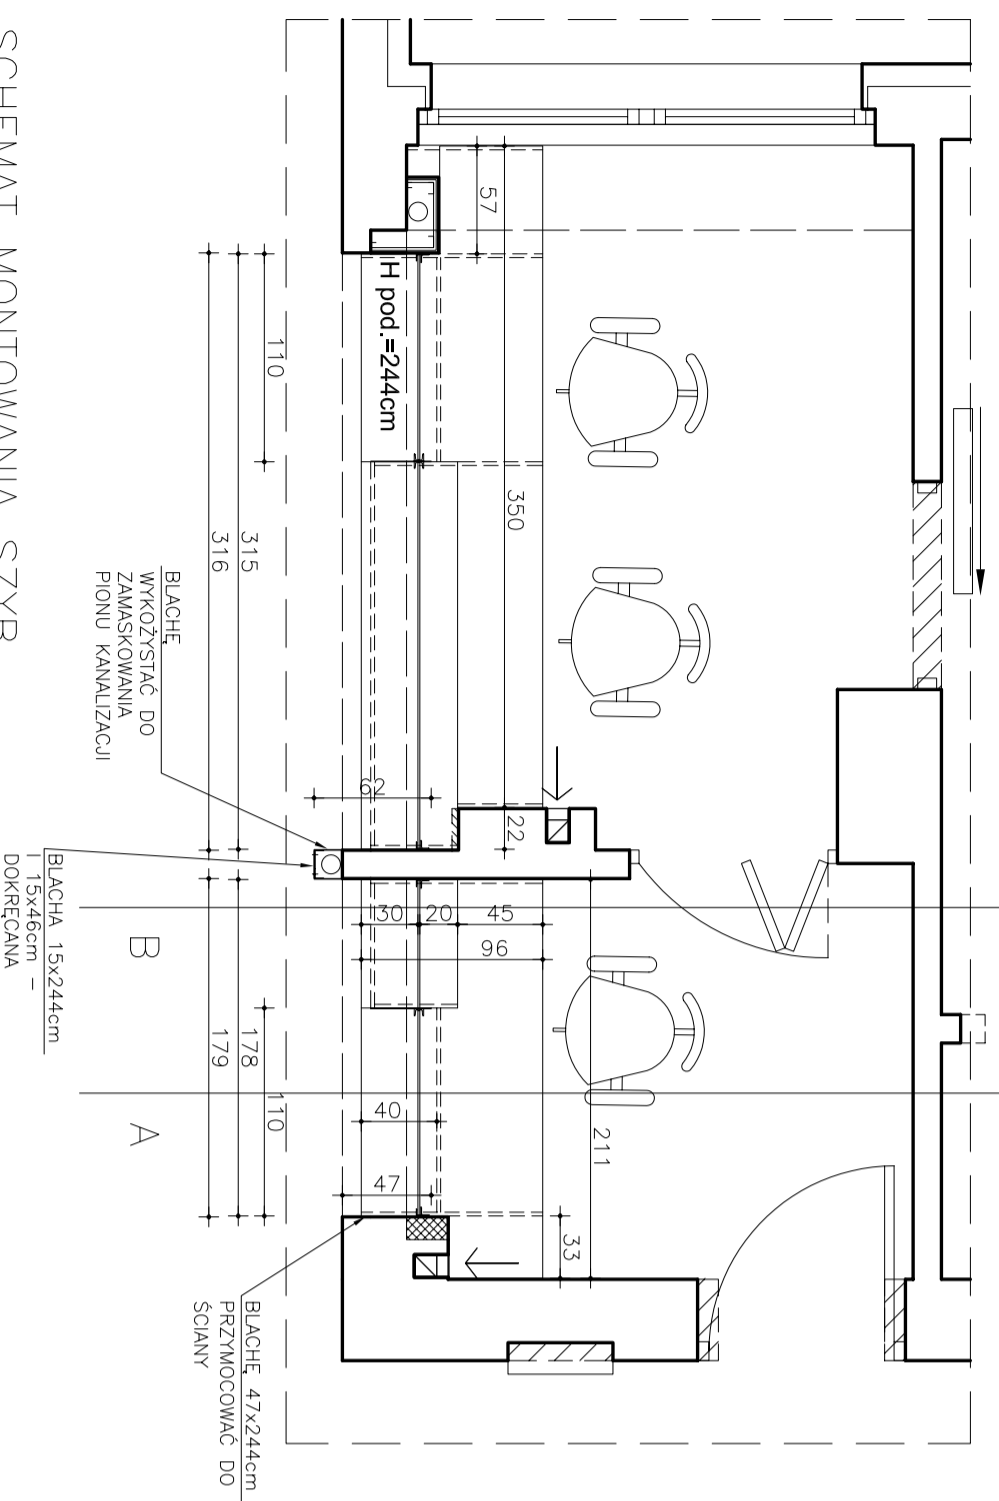 SCHEMAT MONTOWANIA SZYB
H pod.=244cm
57
350
110
315
316
62
22
30
20
45
96
178
179
110
40
47
211
33
B
A
BLACHĘ
WYKOŻYSTAĆ DO
ZAMASKOWANIA
PIONU KANALIZACJI
BLACHA 15x244cm
I 15x46cm –
DOKRĘCANA
BLACHĘ 47x244cm
PRZYMOCOWAĆ DO
ŚCIANY